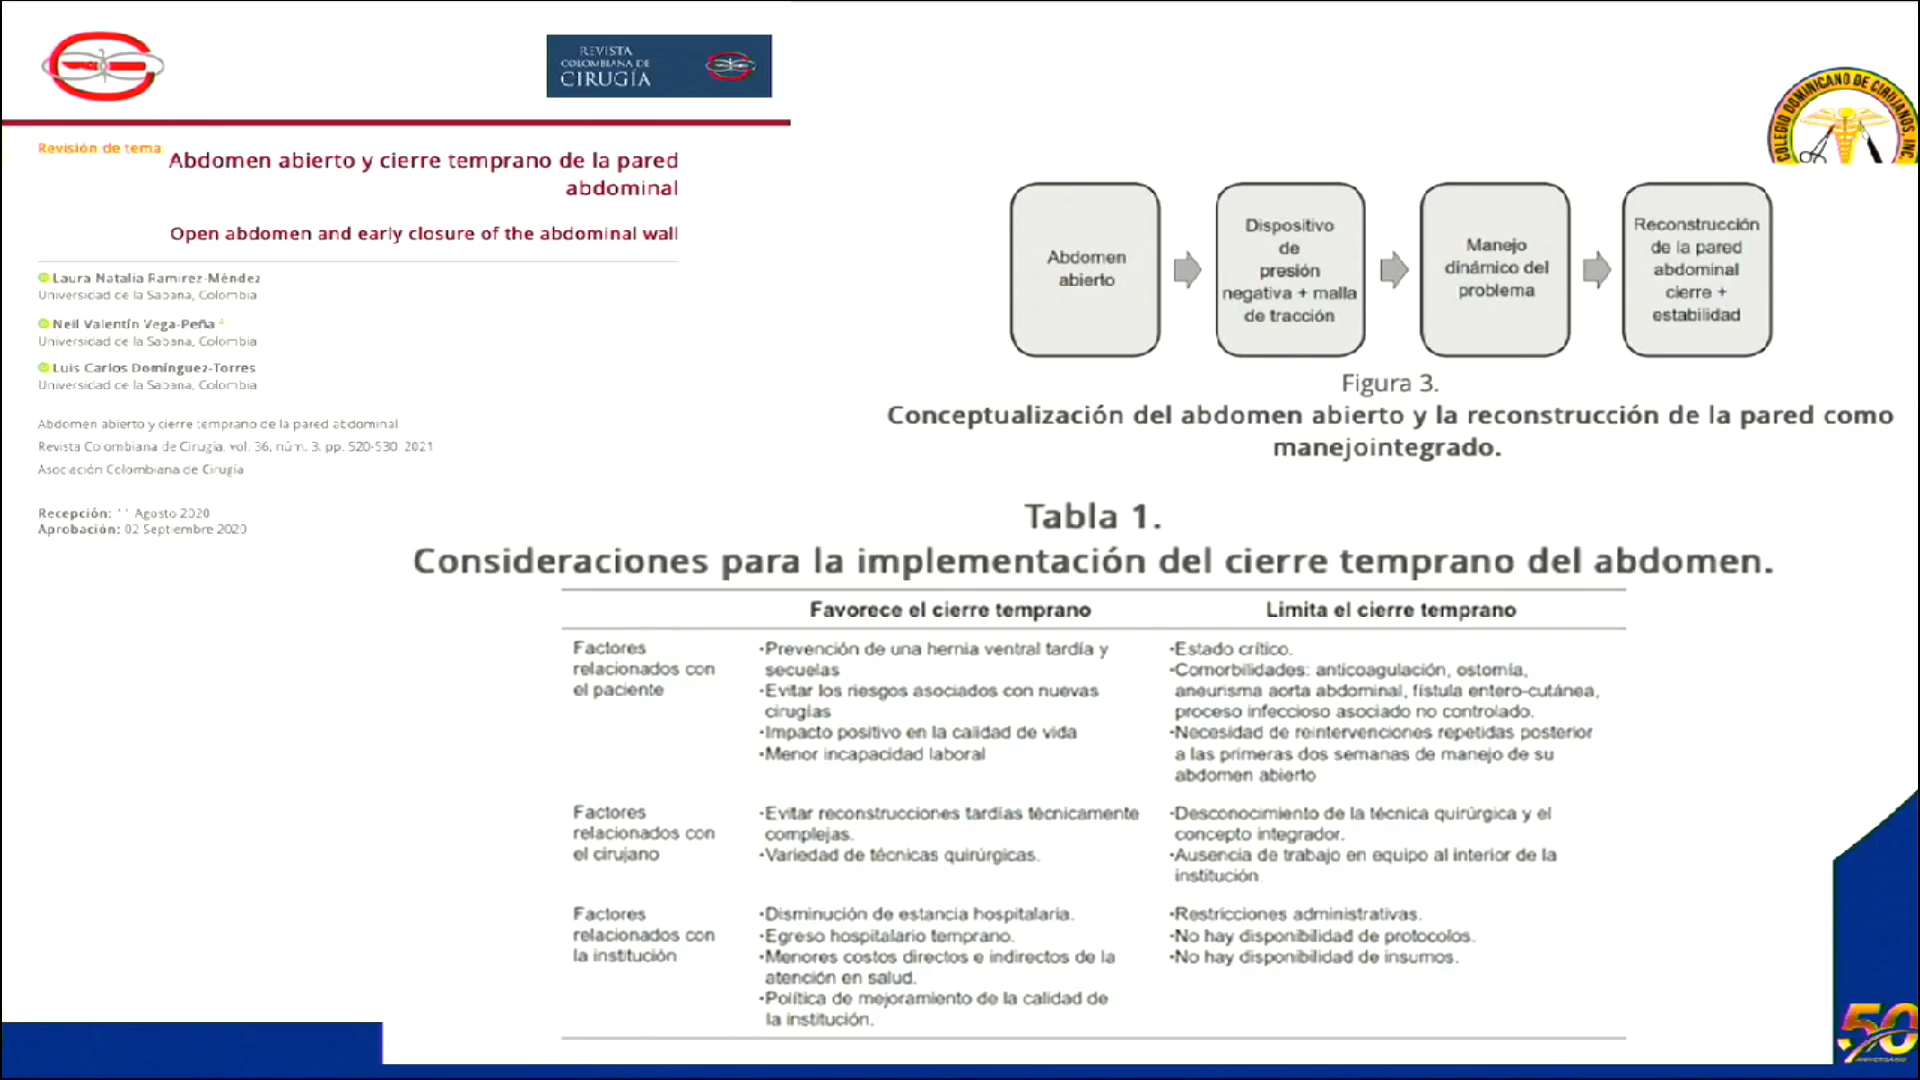 REVISTA
COLOMBIANA DE
CIRUGÍA
COLEGIO DOMINICANO DE CIRUJANOS, INC.
Revisión de tema
Abdomen abierto y cierre temprano de la pared
abdominal
Open abdomen and early closure of the abdominal wall
Laura Natalia Ramirez-Méndez
Universidad de la Sabana, Colombia
Neil Valentín Vega-Peña
Universidad de la Sabana, Colombia
Luis Carlos Domínguez-Torres
Universidad de la Sabana, Colombia
Abdomen abierto y cierre temprano de la pared abdominal
Revista Colombiana de Cirugía, vol. 36, núm. 3, pp. 520-530, 2021
Asociación Colombiana de Cirugía
Recepción: 11 Agosto 2020
Aprobación: 02 Septiembre 2020
Abdomen
abierto
Dispositivo
de
presión
negativa + malla
de tracción
Manejo
dinámico del
problema
Reconstrucción
de la pared
abdominal
cierre +
estabilidad
Figura 3.
Conceptualización del abdomen abierto y la reconstrucción de la pared como
manejointegrado.
Tabla 1.
Consideraciones para la implementación del cierre temprano del abdomen.
Favorece el cierre temprano
Limita el cierre temprano
Factores
relacionados con
el paciente
·Prevención de una hernia ventral tardía y
secuelas
·Evitar los riesgos asociados con nuevas
cirugías
·Impacto positivo en la calidad de vida
·Menor incapacidad laboral
·Estado crítico.
·Comorbilidades: anticoagulación, ostomía,
aneurisma aorta abdominal, fístula entero-cutánea,
proceso infeccioso asociado no controlado.
·Necesidad de reintervenciones repetidas posterior
a las primeras dos semanas de manejo de su
abdomen abierto
Factores
relacionados con
el cirujano
·Evitar reconstrucciones tardías técnicamente
complejas.
·Variedad de técnicas quirúrgicas.
·Desconocimiento de la técnica quirúrgica y el
concepto integrador.
·Ausencia de trabajo en equipo al interior de la
institución.
Factores
relacionados con
la institución
·Disminución de estancia hospitalaria.
·Egreso hospitalario temprano.
·Menores costos directos e indirectos de la
atención en salud.
·Política de mejoramiento de la calidad de
la institución.
·Restricciones administrativas.
·No hay disponibilidad de protocolos.
·No hay disponibilidad de insumos.
50
ANIVERSARIO